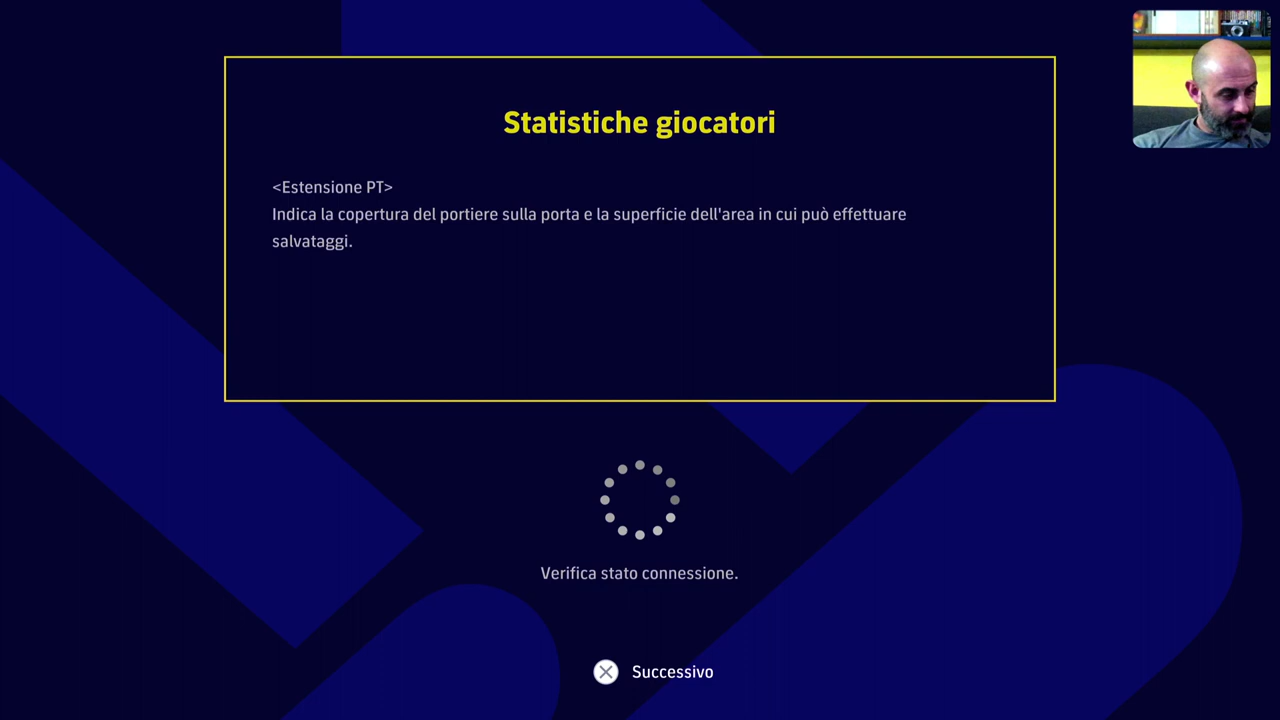 Statistiche giocatori
<Estensione PT>
Indica la copertura del portiere sulla porta e la superficie dell'area in cui può effettuare
salvataggi.
Verifica stato connessione.
Successivo